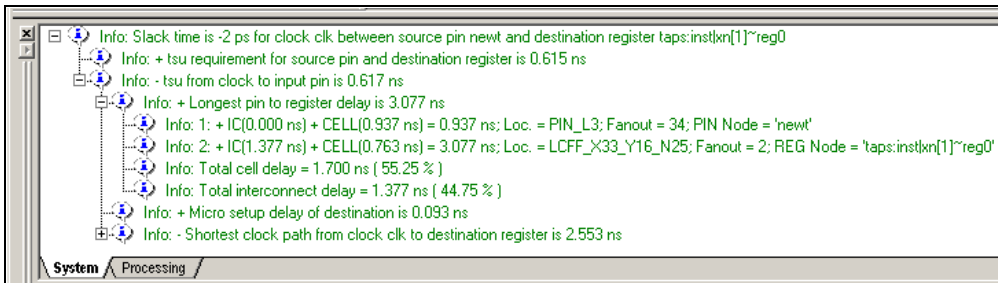 Info: Slack time is -2 ps for clock clk between source pin newt and destination register taps:inst|xn[1]~reg0
Info: + tsu requirement for source pin and destination register is 0.615 ns
Info: - tsu from clock to input pin is 0.617 ns
Info: + Longest pin to register delay is 3.077 ns
Info: 1: + IC(0.000 ns) + CELL(0.937 ns) = 0.937 ns; Loc. = PIN_L3; Fanout = 34; PIN Node = 'newt'
Info: 2: + IC(1.377 ns) + CELL(0.763 ns) = 3.077 ns; Loc. = LCFF_X33_Y16_N25; Fanout = 2; REG Node = 'taps:inst|xn[1]~reg0'
Info: Total cell delay = 1.700 ns ( 55.25 % )
Info: Total interconnect delay = 1.377 ns ( 44.75 % )
Info: + Micro setup delay of destination is 0.093 ns
Info: - Shortest clock path from clock clk to destination register is 2.553 ns
System Processing